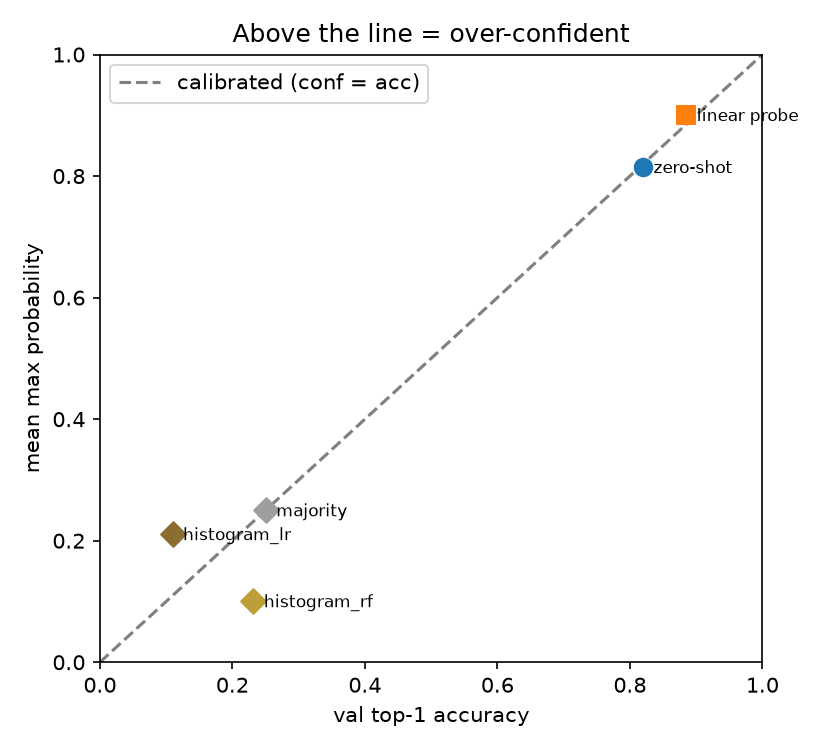 Above the line = over-confident
calibrated (conf = acc)
linear probe
zero-shot
majority
histogram_lr
histogram_rf
mean max probability
1.0
0.8
0.6
0.4
0.2
0.0
0.0 0.2 0.4 0.6 0.8 1.0
val top-1 accuracy